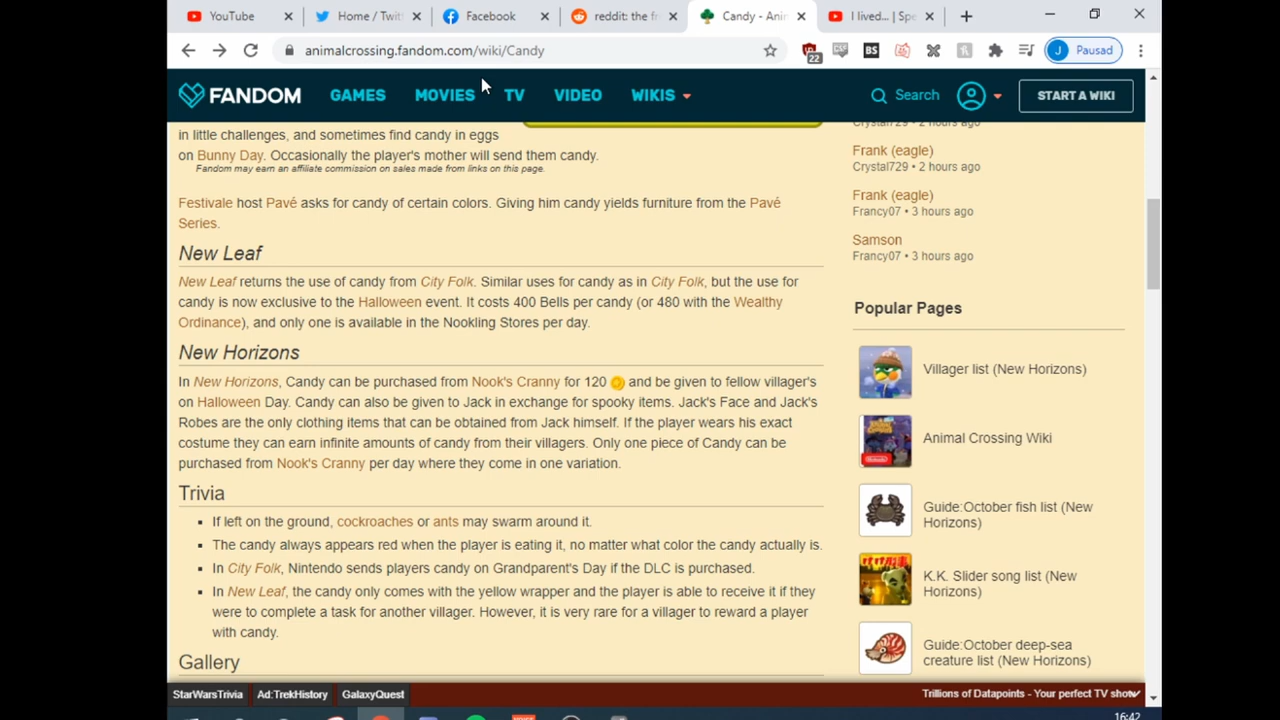 YouTube
Home / Twitt
Facebook
reddit: the fr
Candy - Anim
I lived... | Spe
animalcrossing.fandom.com/wiki/Candy
22
BS
J Pausad
FANDOM GAMES MOVIES TV VIDEO WIKIS Search START A WIKI
in little challenges, and sometimes find candy in eggs
on Bunny Day. Occasionally the player's mother will send them candy.
Fandom may earn an affiliate commission on sales made from links on this page.
Festivale host Pavé asks for candy of certain colors. Giving him candy yields furniture from the Pavé
Series.
New Leaf
New Leaf returns the use of candy from City Folk. Similar uses for candy as in City Folk, but the use for
candy is now exclusive to the Halloween event. It costs 400 Bells per candy (or 480 with the Wealthy
Ordinance), and only one is available in the Nookling Stores per day.
New Horizons
In New Horizons, Candy can be purchased from Nook's Cranny for 120 and be given to fellow villager's
on Halloween Day. Candy can also be given to Jack in exchange for spooky items. Jack's Face and Jack's
Robes are the only clothing items that can be obtained from Jack himself. If the player wears his exact
costume they can earn infinite amounts of candy from their villagers. Only one piece of Candy can be
purchased from Nook's Cranny per day where they come in one variation.
Trivia
If left on the ground, cockroaches or ants may swarm around it.
The candy always appears red when the player is eating it, no matter what color the candy actually is.
In City Folk, Nintendo sends players candy on Grandparent's Day if the DLC is purchased.
In New Leaf, the candy only comes with the yellow wrapper and the player is able to receive it if they
were to complete a task for another villager. However, it is very rare for a villager to reward a player
with candy.
Gallery
Crystal729 • 2 hours ago
Frank (eagle)
Crystal729 • 2 hours ago
Frank (eagle)
Francy07 • 3 hours ago
Samson
Francy07 • 3 hours ago
Popular Pages
Villager list (New Horizons)
Animal Crossing Wiki
Guide:October fish list (New
Horizons)
K.K. Slider song list (New
Horizons)
Guide:October deep-sea
creature list (New Horizons)
StarWarsTrivia Ad:TrekHistory GalaxyQuest
Trillions of Datapoints - Your perfect TV show
16:42